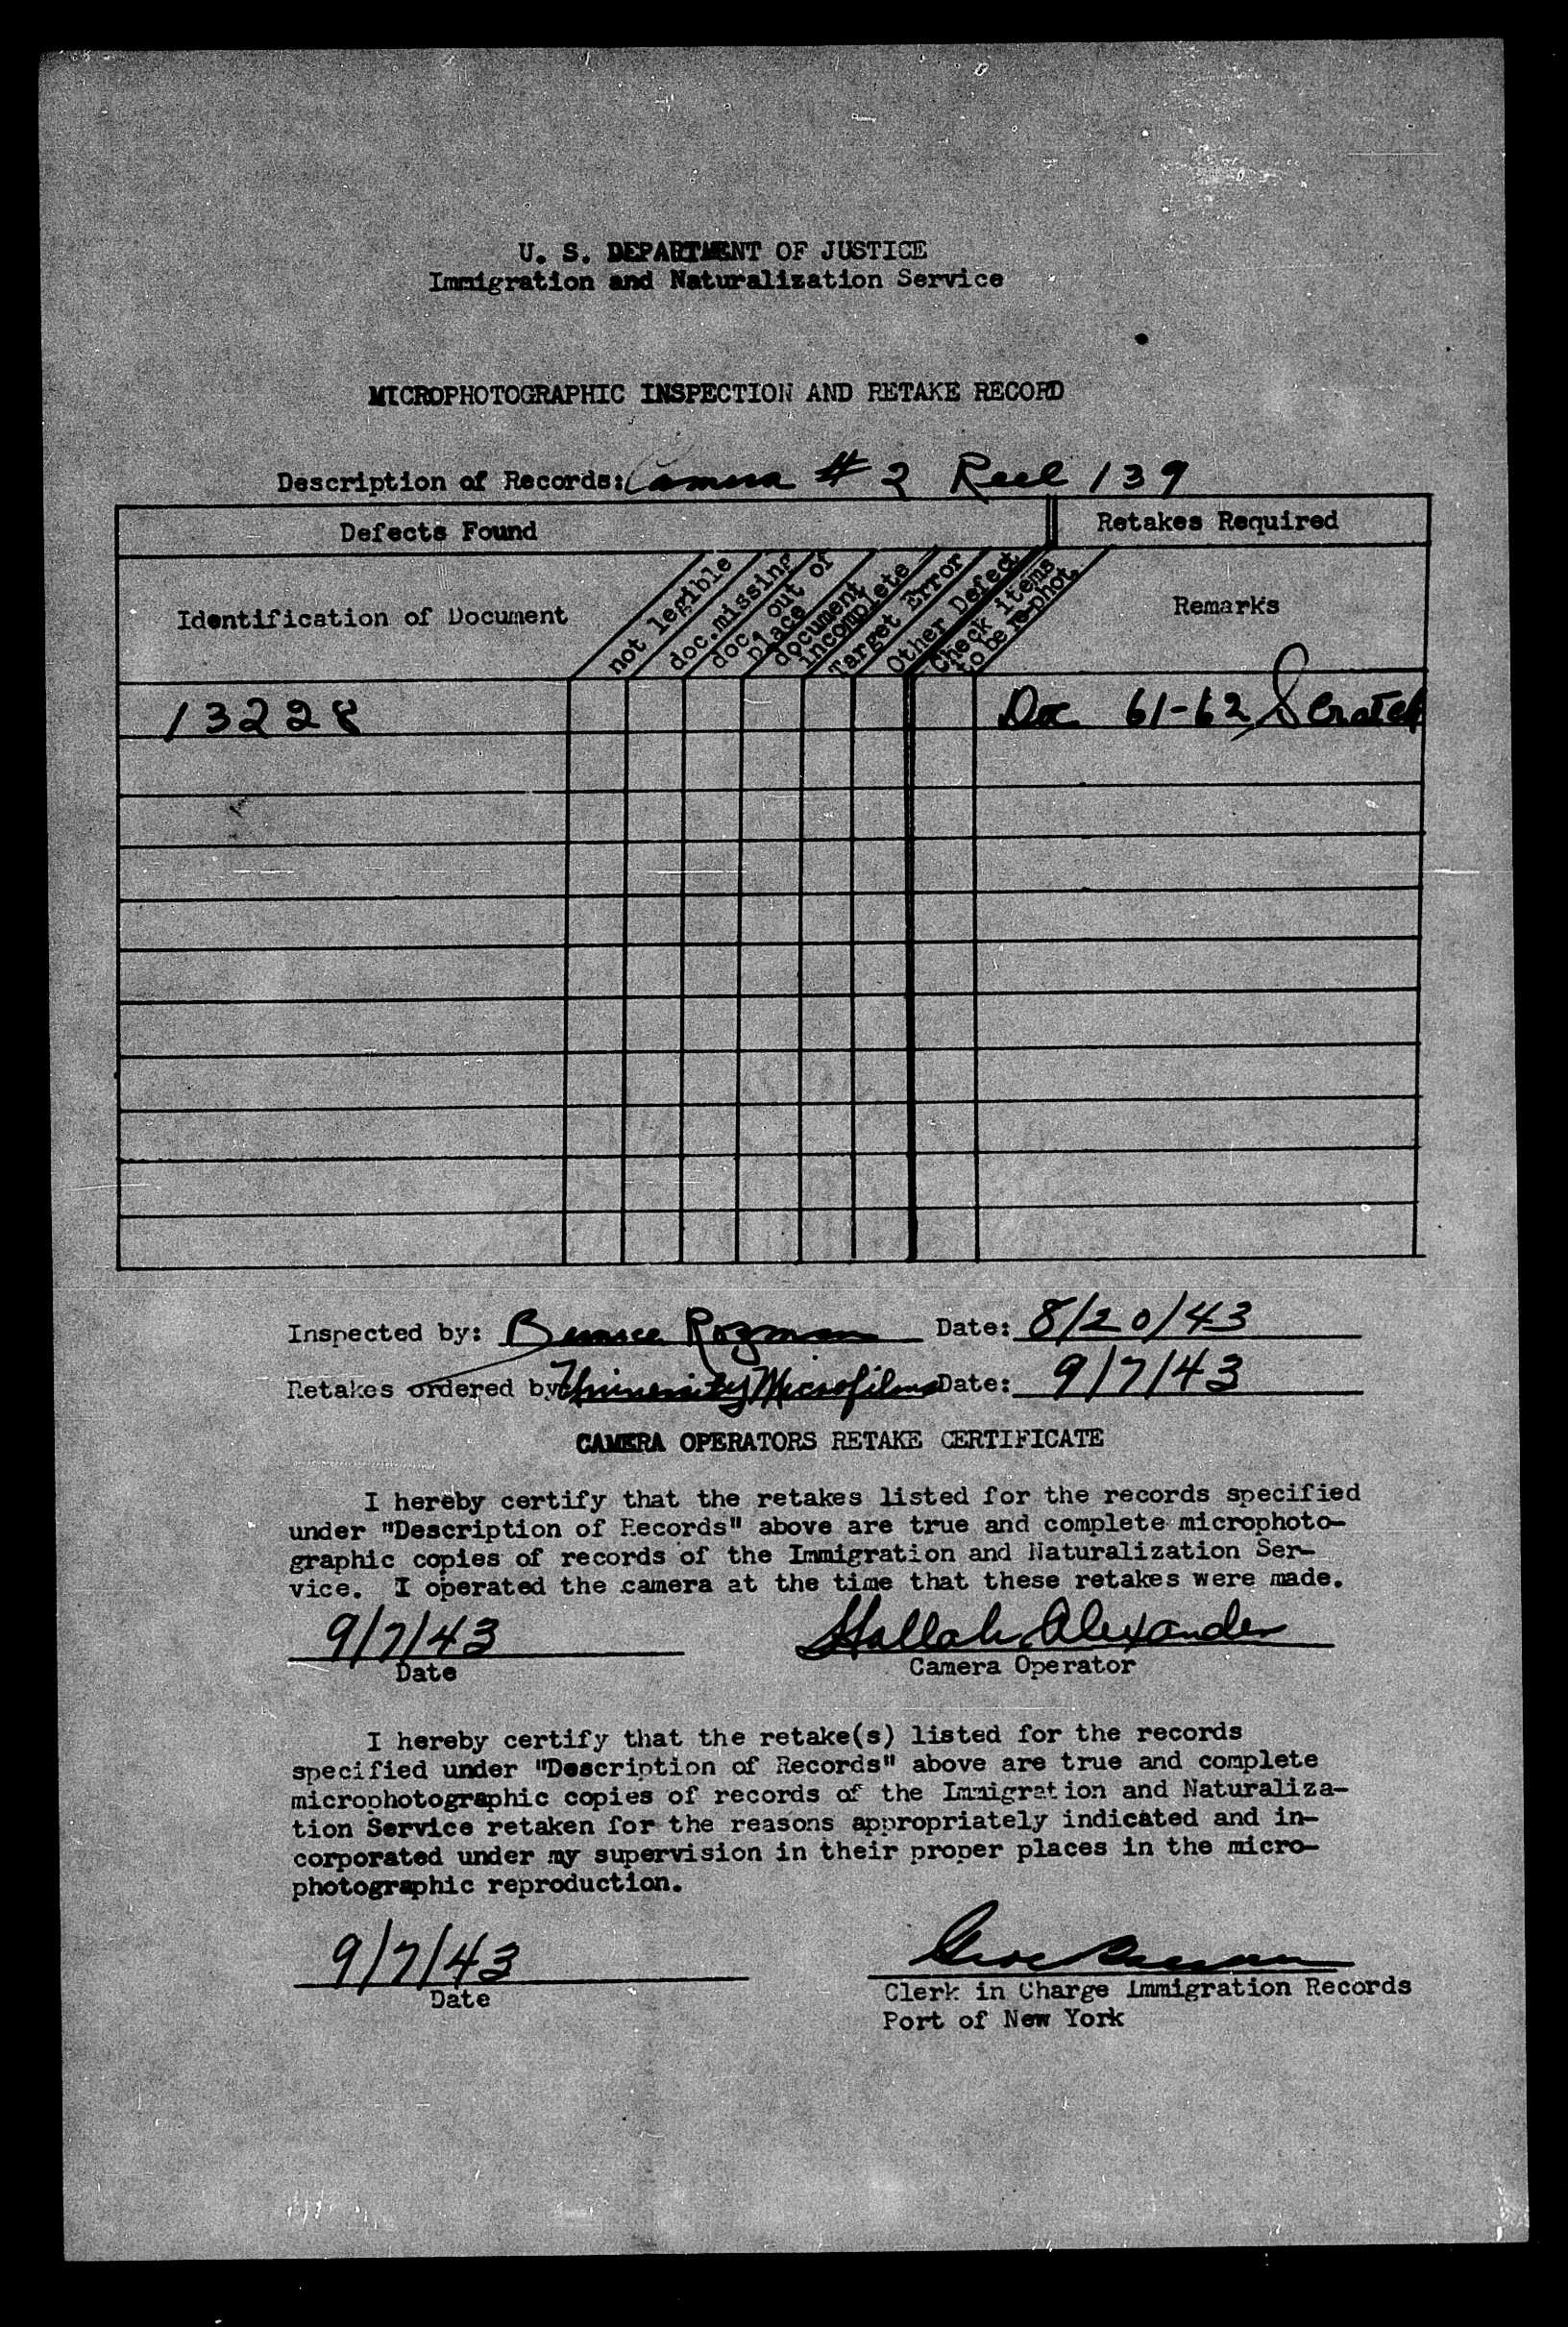 U. S. DEPARTMENT OF JUSTICE
Immigration and Naturalization Service
MICROPHOTOGRAPHIC INSPECTION AND RETAKE RECORD
Description of Records: Camera # 2 Reel 139
Defects Found
Retakes Required
Identification of Document
not legible
doc. missing
doc. out of
place
document
incomplete
Target Error
Other Defect
Check items
to be re-phot.
Remarks
13228
Doc 61-62 Scratch
Inspected by: Bernice Rozman Date: 8/20/43
Retakes ordered by: University Microfilms Date: 9/7/43
CAMERA OPERATORS RETAKE CERTIFICATE
I hereby certify that the retakes listed for the records specified
under "Description of Records" above are true and complete microphoto-
graphic copies of records of the Immigration and Naturalization Ser-
vice. I operated the camera at the time that these retakes were made.
9/7/43 Hallah Alexander
Date Camera Operator
I hereby certify that the retake(s) listed for the records
specified under "Description of Records" above are true and complete
microphotographic copies of records of the Immigration and Naturaliza-
tion Service retaken for the reasons appropriately indicated and in-
corporated under my supervision in their proper places in the micro-
photographic reproduction.
9/7/43
Date
Clerk in Charge Immigration Records
Port of New York